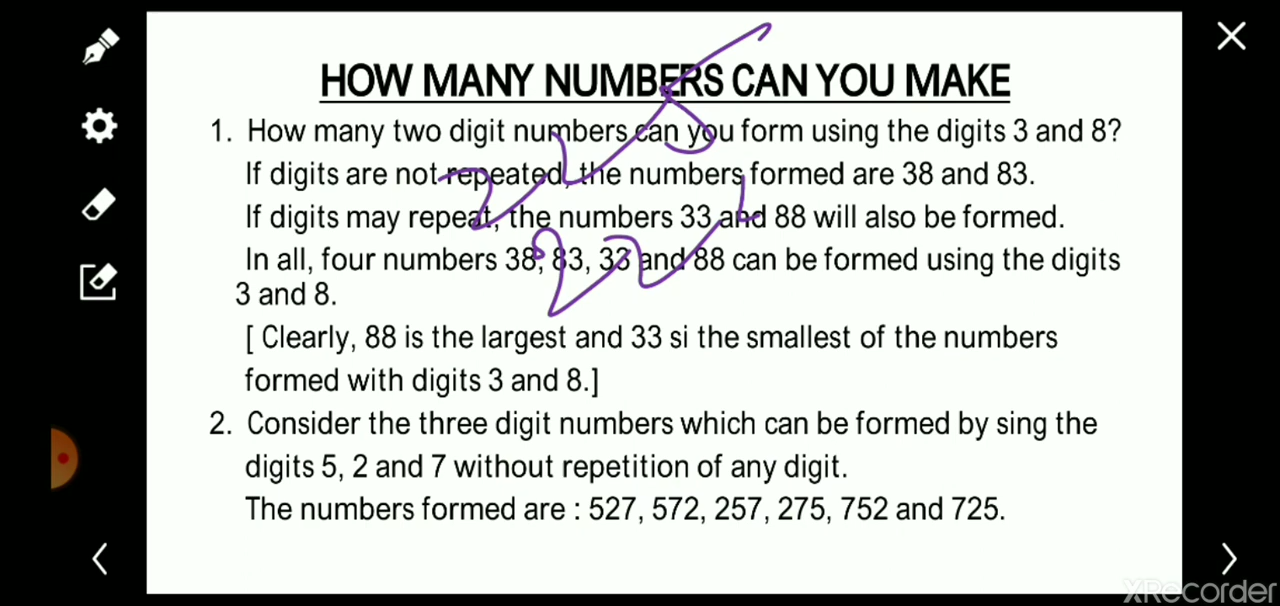 HOW MANY NUMBERS CAN YOU MAKE
1. How many two digit numbers can you form using the digits 3 and 8?
If digits are not repeated, the numbers formed are 38 and 83.
If digits may repeat, the numbers 33 and 88 will also be formed.
In all, four numbers 38, 83, 33 and 88 can be formed using the digits
3 and 8.
[ Clearly, 88 is the largest and 33 si the smallest of the numbers
formed with digits 3 and 8.]
2. Consider the three digit numbers which can be formed by sing the
digits 5, 2 and 7 without repetition of any digit.
The numbers formed are : 527, 572, 257, 275, 752 and 725.
XRecorder